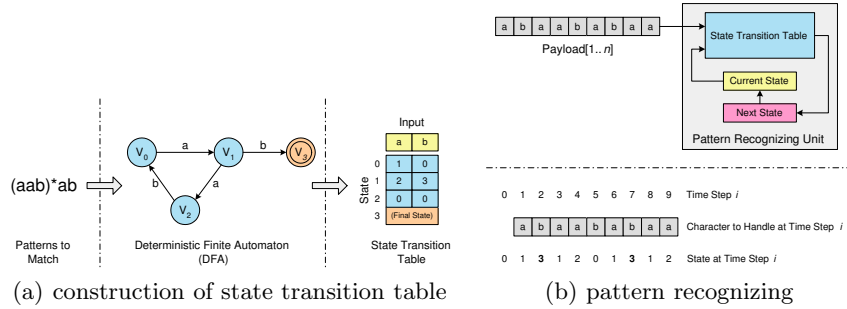 (aab)*ab
Patterns to
Match
V0
a
V1
b
V3
b
a
V2
Deterministic Finite Automaton
(DFA)
Input
a b
State
0 1 0
1 2 3
2 0 0
3 (Final State)
State Transition
Table
(a) construction of state transition table
a b a a b a b a a
Payload[1..n]
State Transition Table
Current State
Next State
Pattern Recognizing Unit
0 1 2 3 4 5 6 7 8 9 Time Step i
a b a a b a b a a Character to Handle at Time Step i
0 1 3 1 2 0 1 3 1 2 State at Time Step i
(b) pattern recognizing